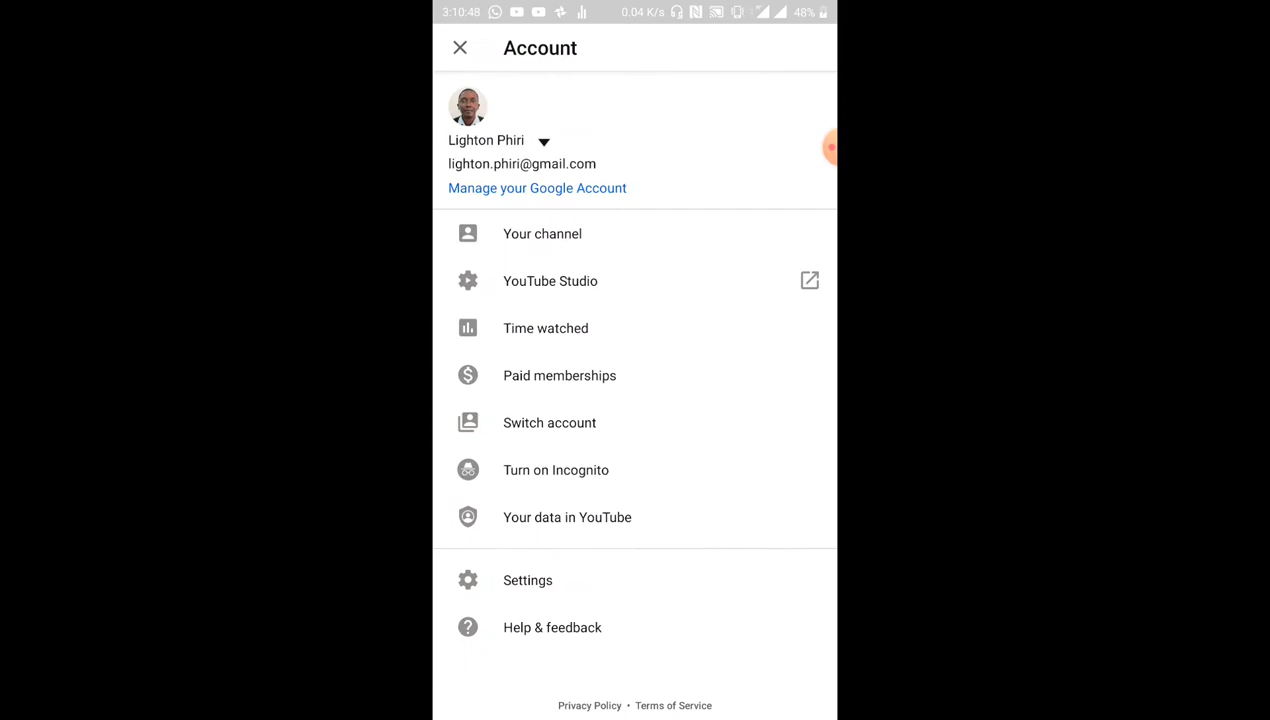 3:10:48 0.04 K/s 48%
Account
Lighton Phiri
lighton.phiri@gmail.com
Manage your Google Account
Your channel
YouTube Studio
Time watched
Paid memberships
Switch account
Turn on Incognito
Your data in YouTube
Settings
Help & feedback
Privacy Policy • Terms of Service